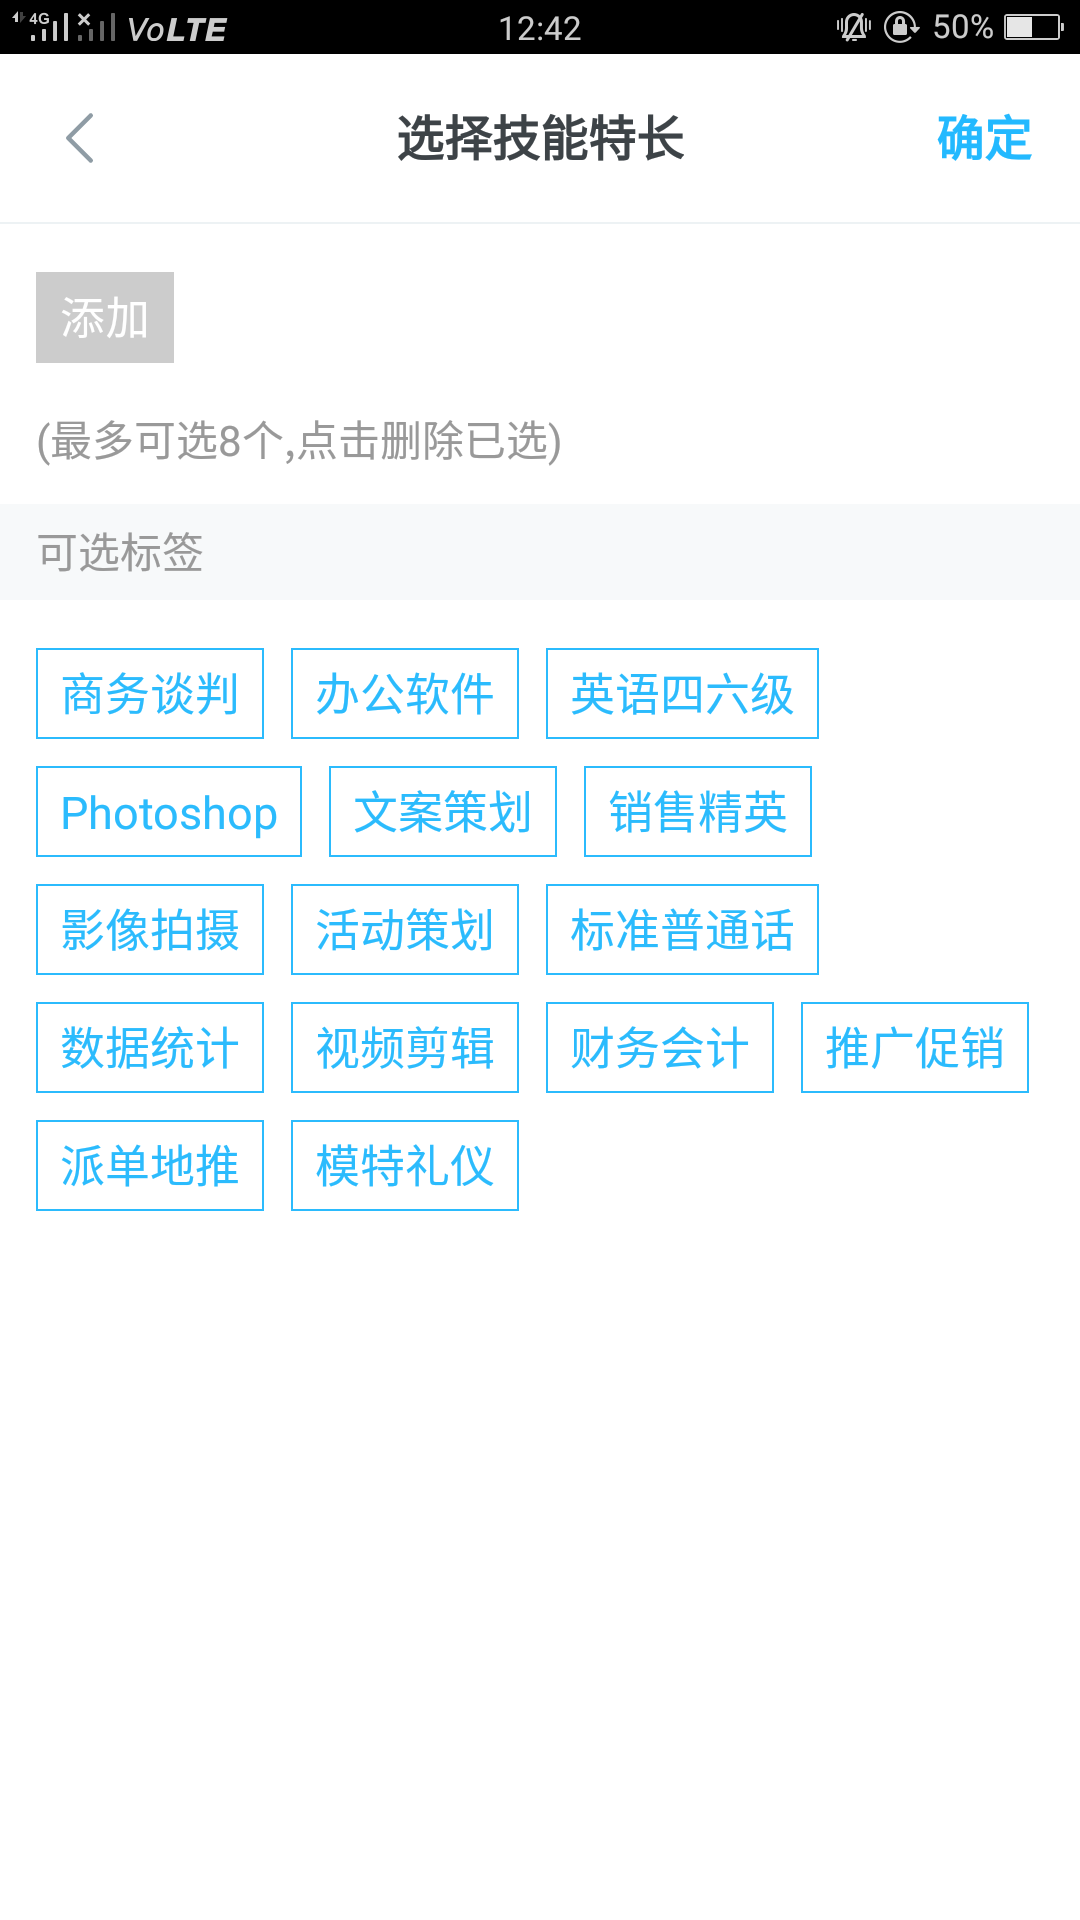 4G VoLTE 12:42 50%
选择技能特长 确定
添加
(最多可选8个,点击删除已选)
可选标签
商务谈判 办公软件 英语四六级
Photoshop 文案策划 销售精英
影像拍摄 活动策划 标准普通话
数据统计 视频剪辑 财务会计 推广促销
派单地推 模特礼仪